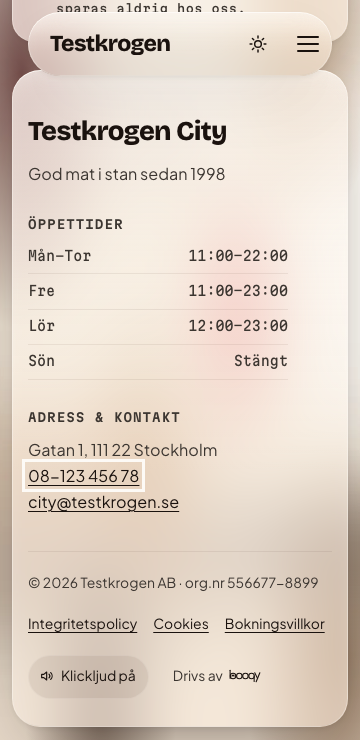 sparas aldrig hos oss.
Testkrogen
Testkrogen City
God mat i stan sedan 1998
ÖPPETTIDER
Mån–Tor 11:00–22:00
Fre 11:00–23:00
Lör 12:00–23:00
Sön Stängt
ADRESS & KONTAKT
Gatan 1, 111 22 Stockholm
08-123 456 78
city@testkrogen.se
© 2026 Testkrogen AB · org.nr 556677-8899
Integritetspolicy Cookies Bokningsvillkor
Klickljud på Drivs av booqy